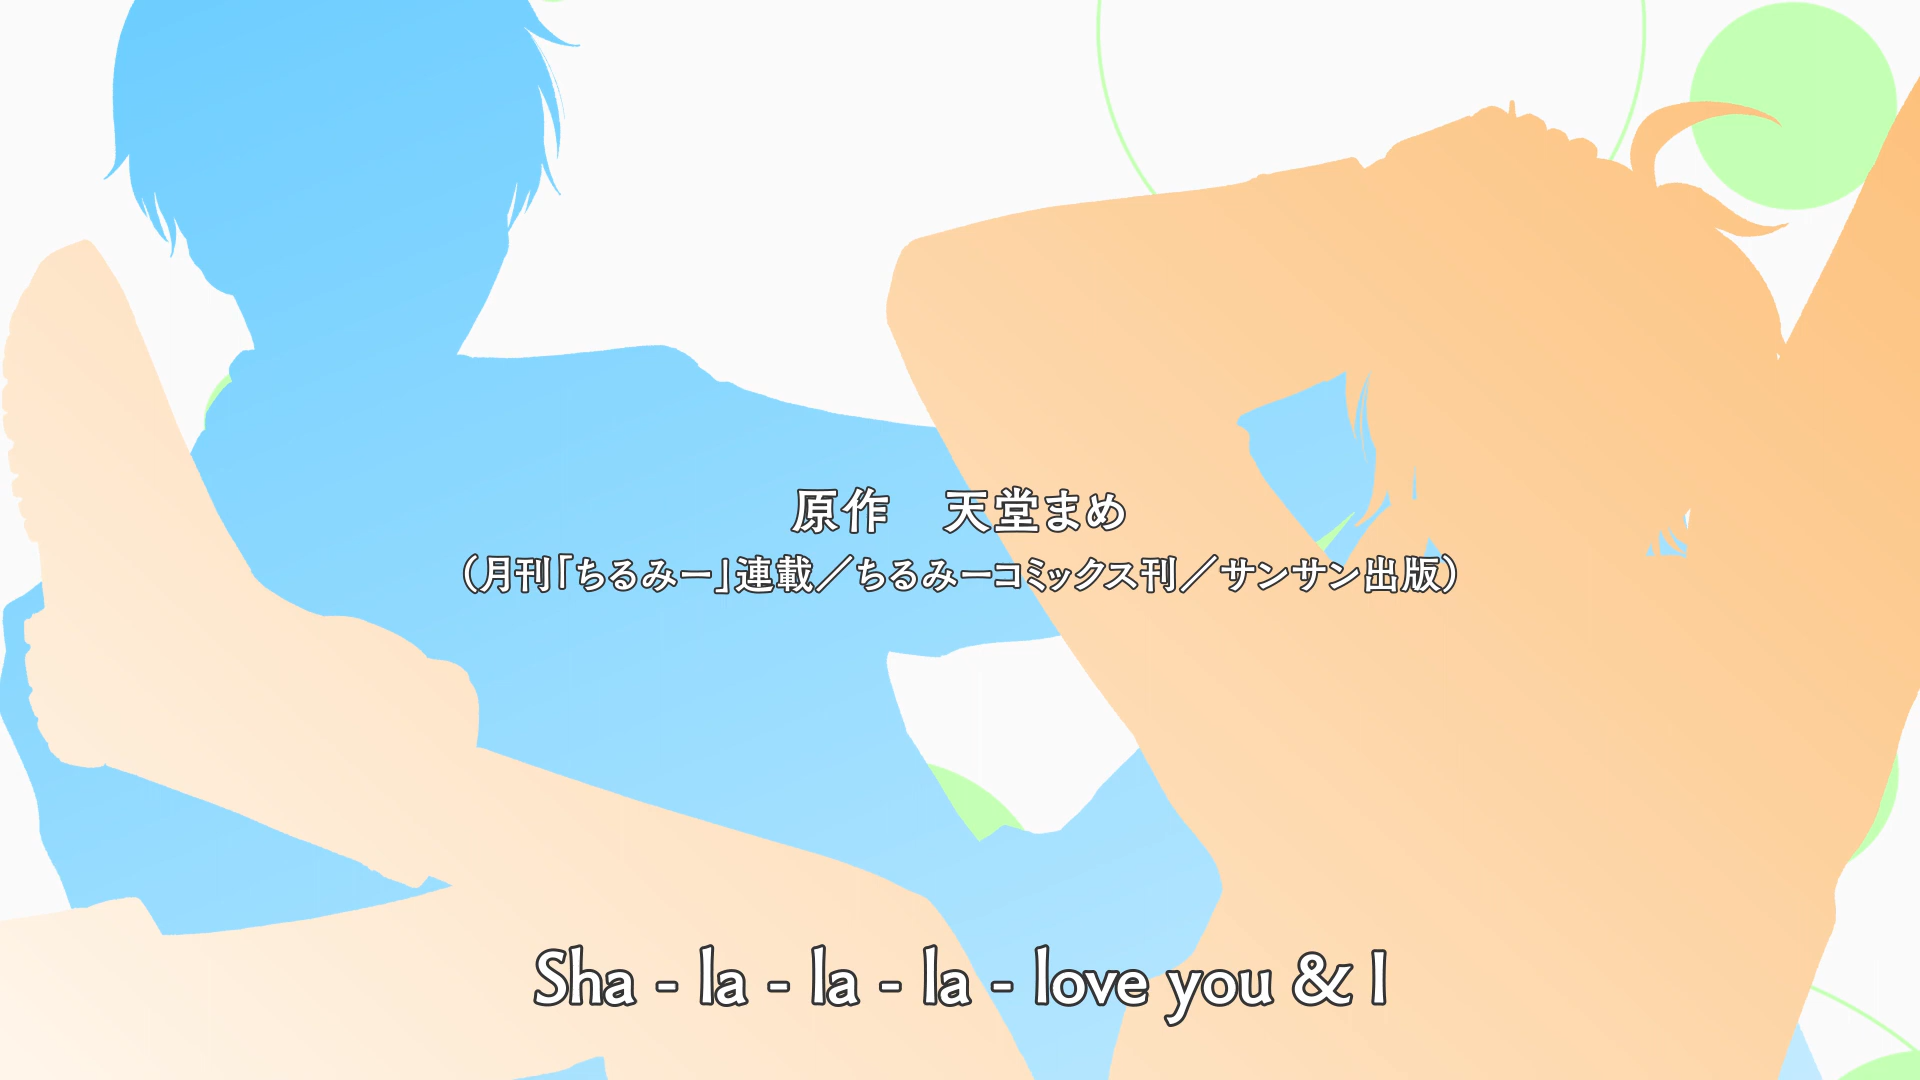 原作　天堂まめ
（月刊「ちるみー」連載／ちるみーコミックス刊／サンサン出版）
Sha - la - la - la - love you & I